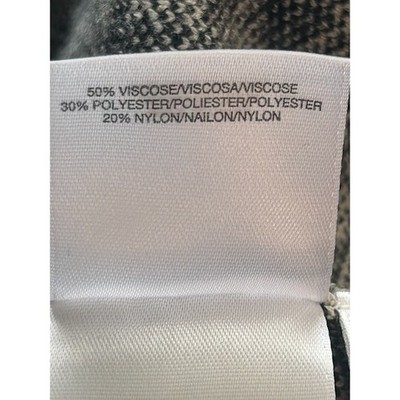 50% VISCOSE/VISCOSA/VISCOSE
30% POLYESTER/POLIESTER/POLYESTER
20% NYLON/NAILON/NYLON